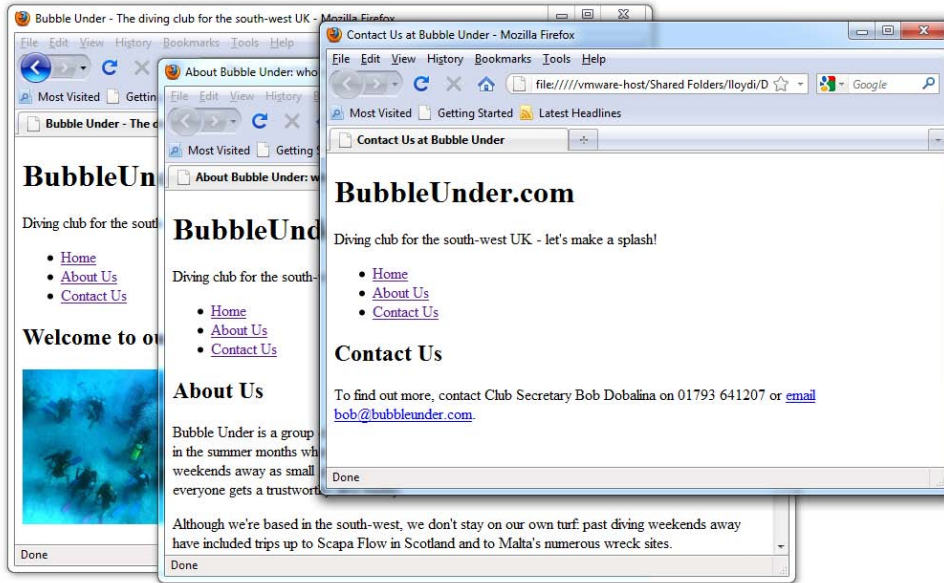 Bubble Under - The diving club for the south-west UK - Mozilla Firefox
File Edit View History Bookmarks Tools Help
Most Visited
Bubble Under - The
Diving club for the
Home
About Us
Contact Us
Welcome to
Done
About Bubble Under:
File Edit View History
Most Visited Getting
About Bubble Under:
Diving club for the
Home
About Us
Contact Us
About Us
Bubble Under is a group
in the summer months
weekends away as small
everyone gets a
Although we're based in the south-west, we don't stay on our own turf: past diving weekends away
have included trips up to Scapa Flow in Scotland and to Malta's numerous wreck sites.
Done
Contact Us at Bubble Under - Mozilla Firefox
File Edit View History Bookmarks Tools Help
file://///vmware-host/Shared Folders/lloydi/D Google
Most Visited Getting Started Latest Headlines
Contact Us at Bubble Under
BubbleUnder.com
Diving club for the south-west UK - let's make a splash!
Home
About Us
Contact Us
Contact Us
To find out more, contact Club Secretary Bob Dobalina on 01793 641207 or email
bob@bubbleunder.com.
Done